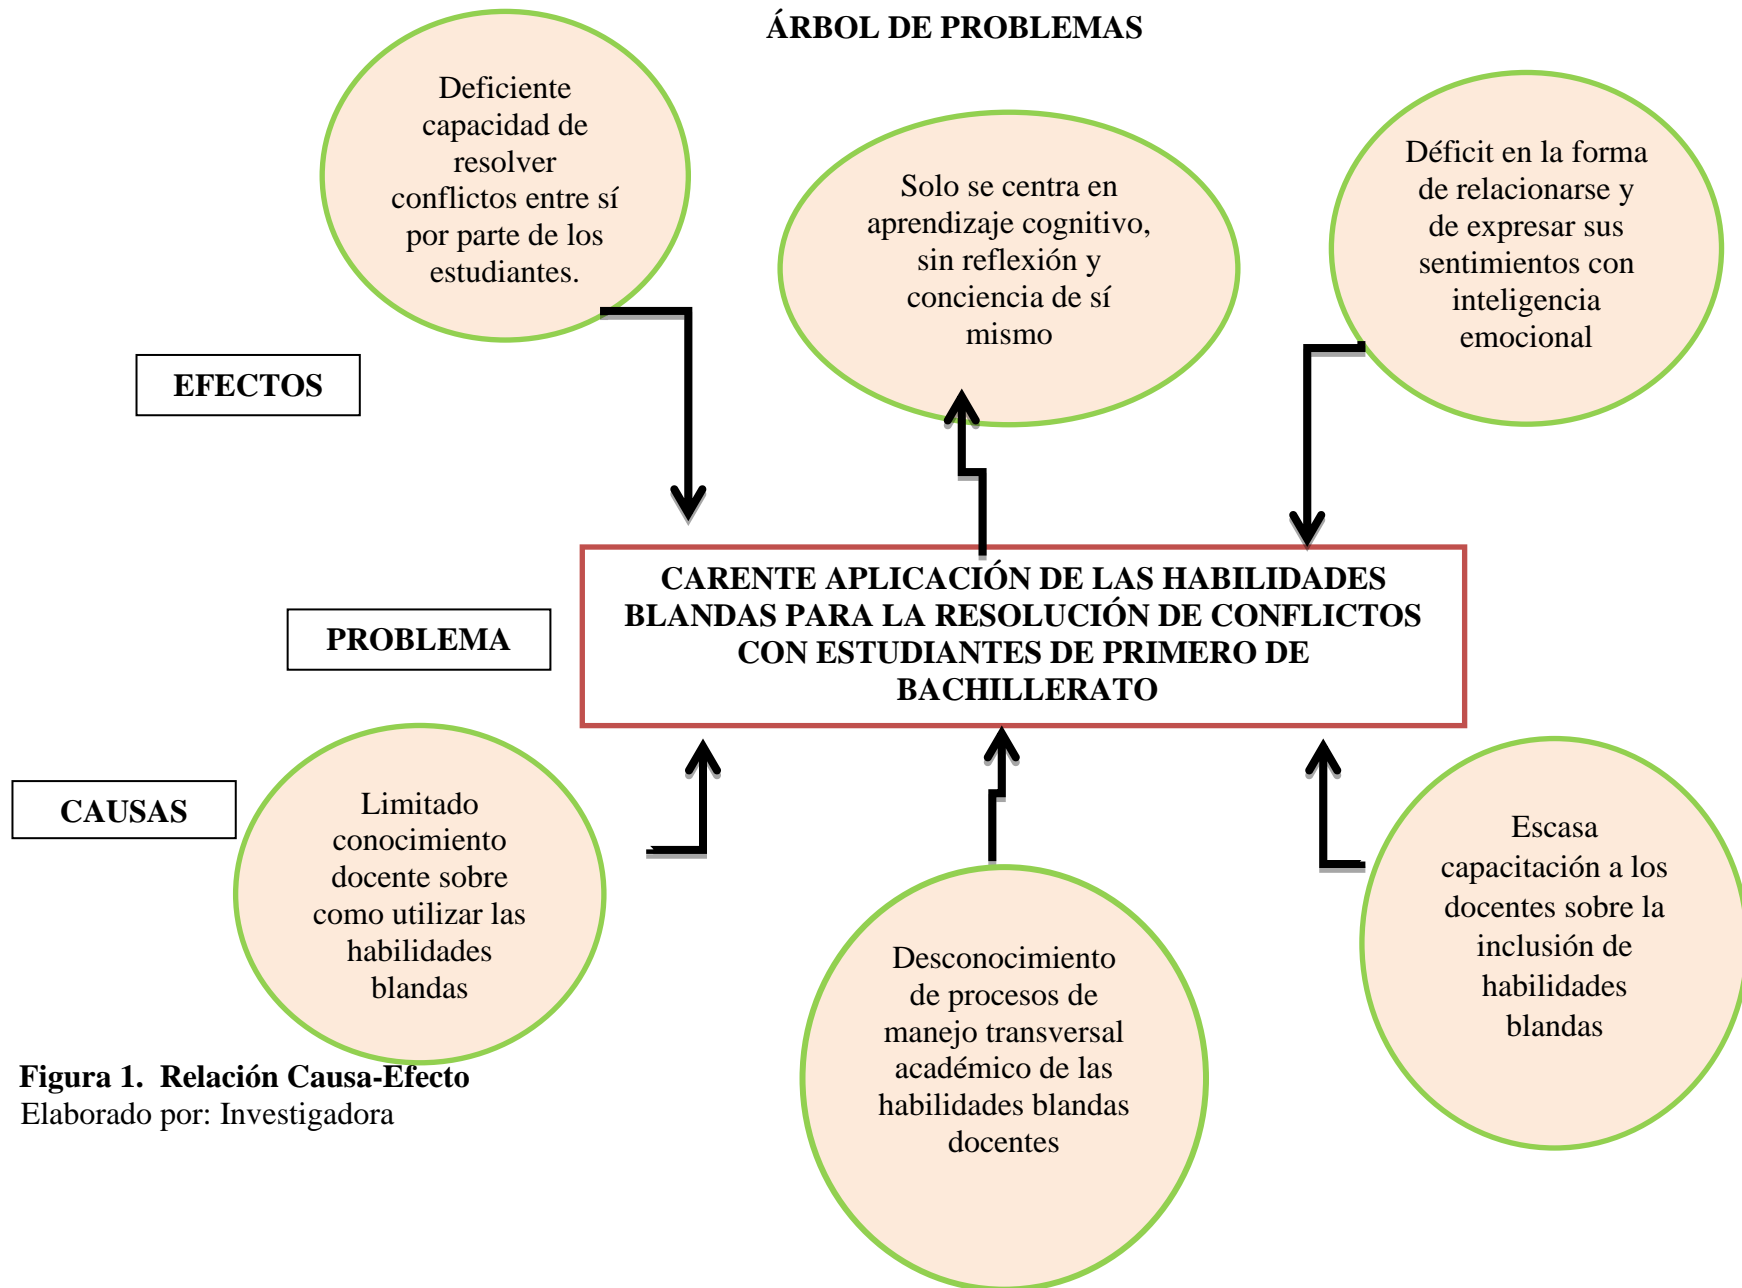 ÁRBOL DE PROBLEMAS
Deficiente
capacidad de
resolver
conflictos entre sí
por parte de los
estudiantes.
Solo se centra en
aprendizaje cognitivo,
sin reflexión y
conciencia de sí
mismo
Déficit en la forma
de relacionarse y
de expresar sus
sentimientos con
inteligencia
emocional
EFECTOS
PROBLEMA
CARENTE APLICACIÓN DE LAS HABILIDADES
BLANDAS PARA LA RESOLUCIÓN DE CONFLICTOS
CON ESTUDIANTES DE PRIMERO DE
BACHILLERATO
CAUSAS
Limitado
conocimiento
docente sobre
como utilizar las
habilidades
blandas
Desconocimiento
de procesos de
manejo transversal
académico de las
habilidades blandas
docentes
Escasa
capacitación a los
docentes sobre la
inclusión de
habilidades
blandas
Figura 1. Relación Causa-Efecto
Elaborado por: Investigadora